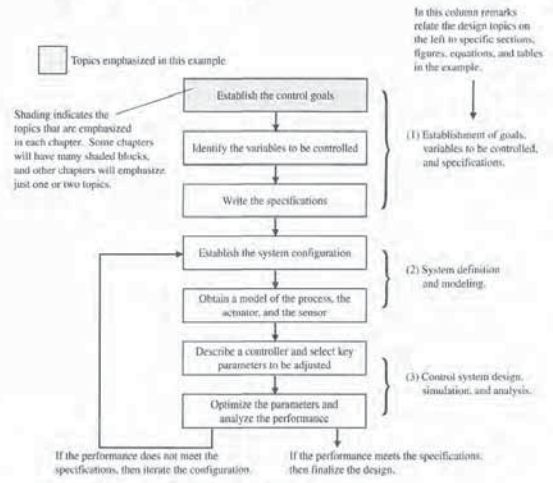 In this column remarks
relate the design topics on
the left to specific sections,
figures, equations, and tables
in the example.
Topics emphasized in this example
Shading indicates the
topics that are emphasized
in each chapter. Some chapters
will have many shaded blocks,
and other chapters will emphasize
just one or two topics.
Establish the control goals
Identify the variables to be controlled
Write the specifications
(1) Establishment of goals,
variables to be controlled,
and specifications.
Establish the system configuration
Obtain a model of the process, the
actuator, and the sensor
(2) System definition
and modeling.
Describe a controller and select key
parameters to be adjusted
Optimize the parameters and
analyze the performance
(3) Control system design,
simulation, and analysis.
If the performance does not meet the
specifications, then iterate the configuration.
If the performance meets the specifications,
then finalize the design.